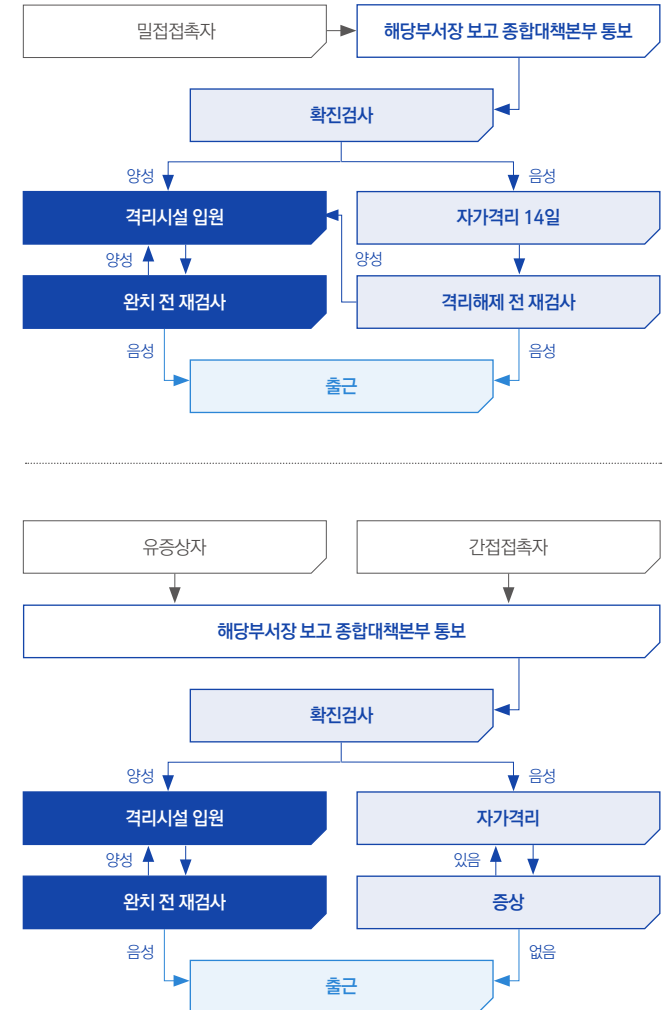 밀접접촉자
해당부서장 보고 종합대책본부 통보
확진검사
양성
음성
격리시설 입원
자가격리 14일
양성
양성
완치 전 재검사
격리해제 전 재검사
음성
음성
출근
유증상자
간접접촉자
해당부서장 보고 종합대책본부 통보
확진검사
양성
음성
격리시설 입원
자가격리
양성
있음
완치 전 재검사
증상
음성
없음
출근